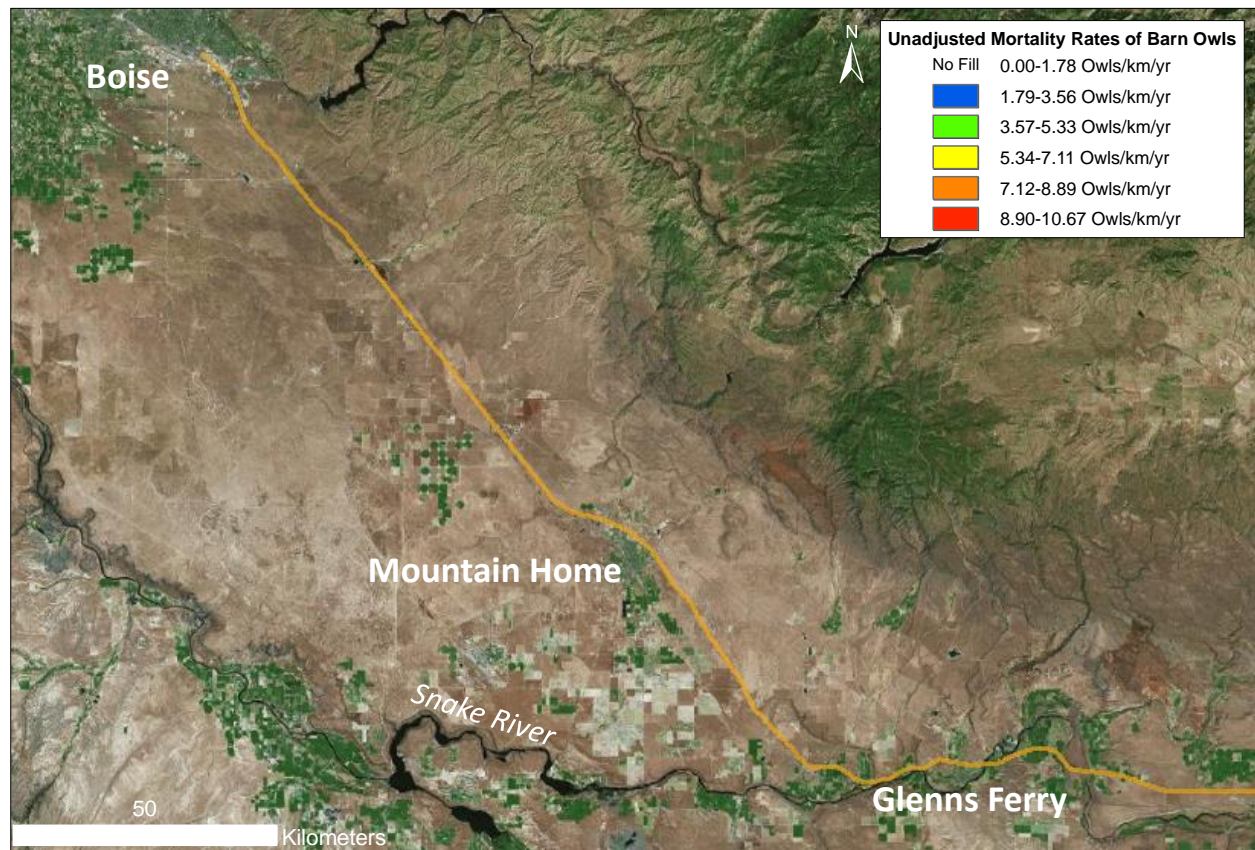 Unadjusted Mortality Rates of Barn Owls
No Fill 0.00-1.78 Owls/km/yr
1.79-3.56 Owls/km/yr
3.57-5.33 Owls/km/yr
5.34-7.11 Owls/km/yr
7.12-8.89 Owls/km/yr
8.90-10.67 Owls/km/yr
N
Boise
Mountain Home
Snake River
Glenns Ferry
50
Kilometers